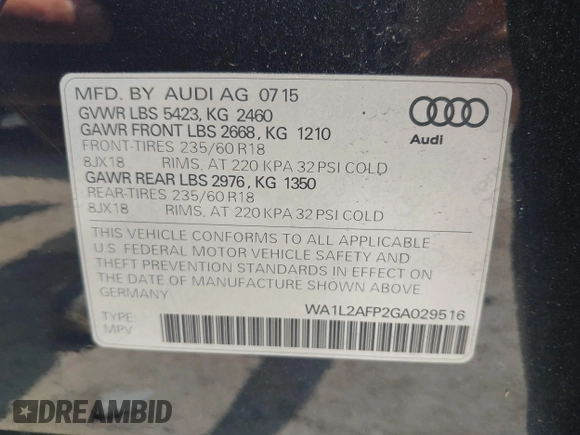 MFD. BY AUDI AG 07 15
GVWR LBS 5423, KG 2460
GAWR FRONT LBS 2668, KG 1210
FRONT-TIRES 235/60 R18
8JX18 RIMS, AT 220 KPA 32 PSI COLD
GAWR REAR LBS 2976, KG 1350
REAR-TIRES 235/60 R18
8JX18 RIMS, AT 220 KPA 32 PSI COLD
Audi
THIS VEHICLE CONFORMS TO ALL APPLICABLE
U.S. FEDERAL MOTOR VEHICLE SAFETY AND
THEFT PREVENTION STANDARDS IN EFFECT ON
THE DATE OF MANUFACTURE SHOWN ABOVE
GERMANY
WA1L2AFP2GA029516
TYPE:
MPV
DREAMBID